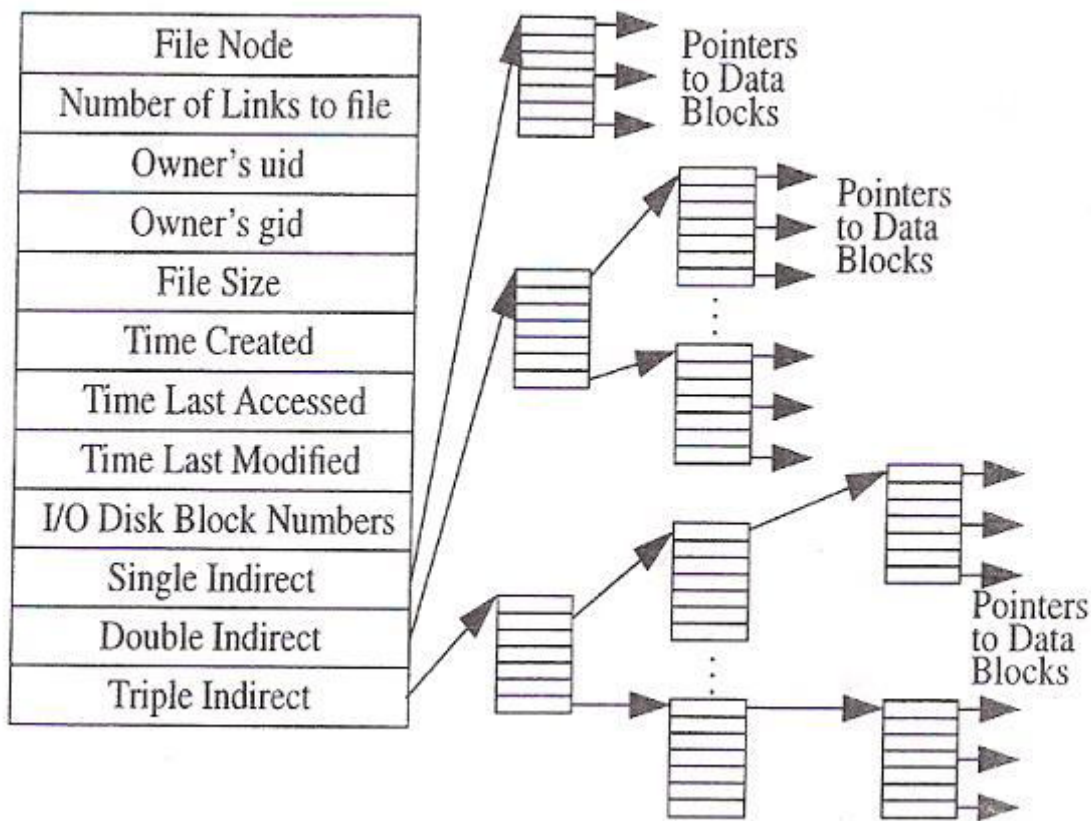 File Node
Number of Links to file
Owner's uid
Owner's gid
File Size
Time Created
Time Last Accessed
Time Last Modified
I/O Disk Block Numbers
Single Indirect
Double Indirect
Triple Indirect
Pointers
to Data
Blocks
Pointers
to Data
Blocks
Pointers
to Data
Blocks